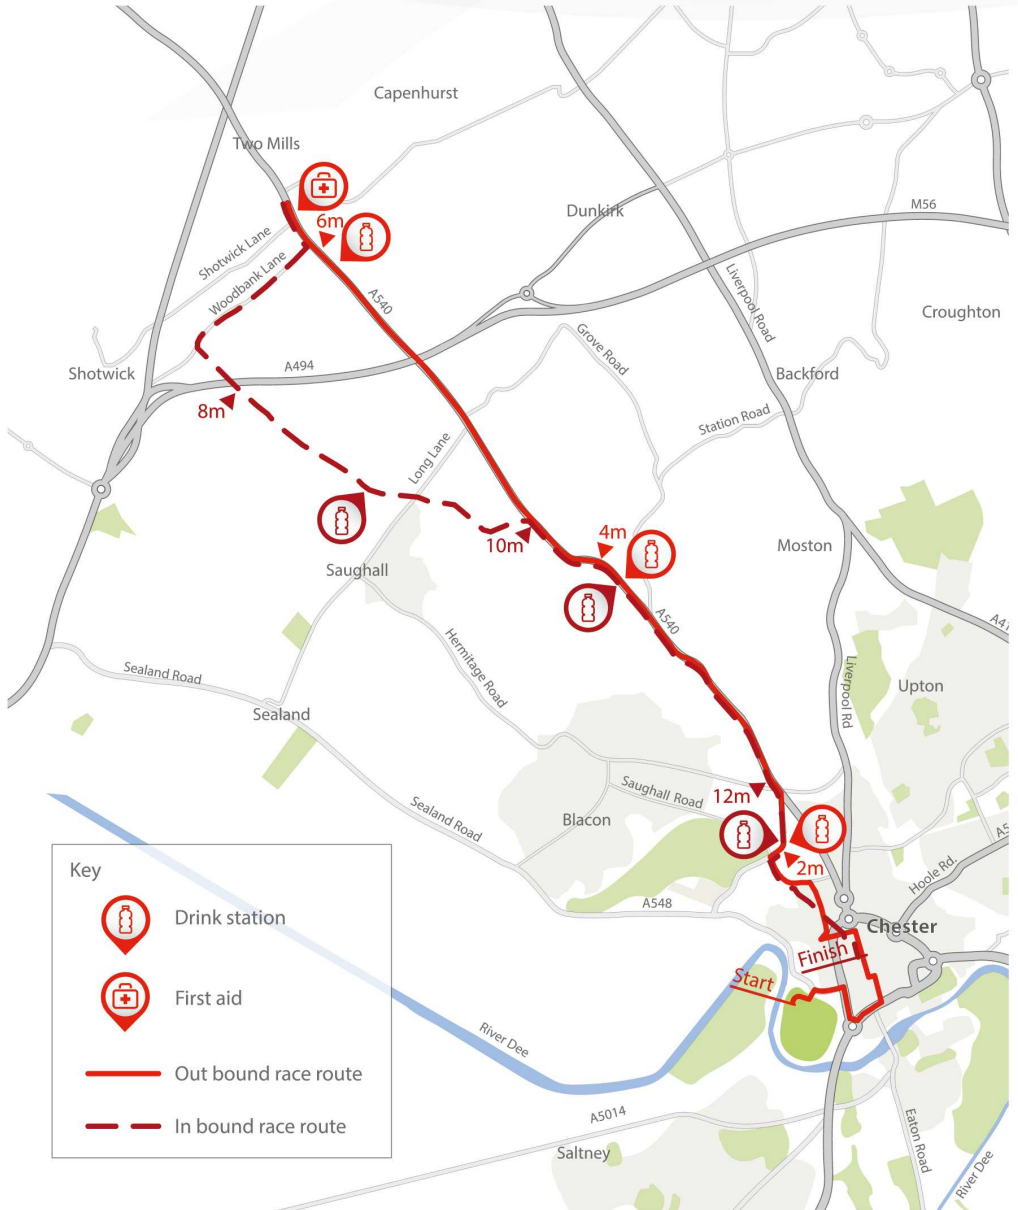 Capenhurst
Two Mills
6m
Dunkirk
M56
Shotwick Lane
Woodbank Lane
A540
Liverpool Road
Croughton
Grove Road
Shotwick
A494
Backford
8m
Station Road
Long Lane
4m
10m
Moston
Saughall
A540
A41
Hermitage Road
Liverpool Rd
Sealand Road
Upton
Sealand
Saughall Road
12m
Sealand Road
Blacon
A5
2m
Hoole Rd.
Key
Drink station
A548
Chester
Finish
Start
First aid
River Dee
Out bound race route
In bound race route
A5014
Eaton Road
Saltney
River Dee